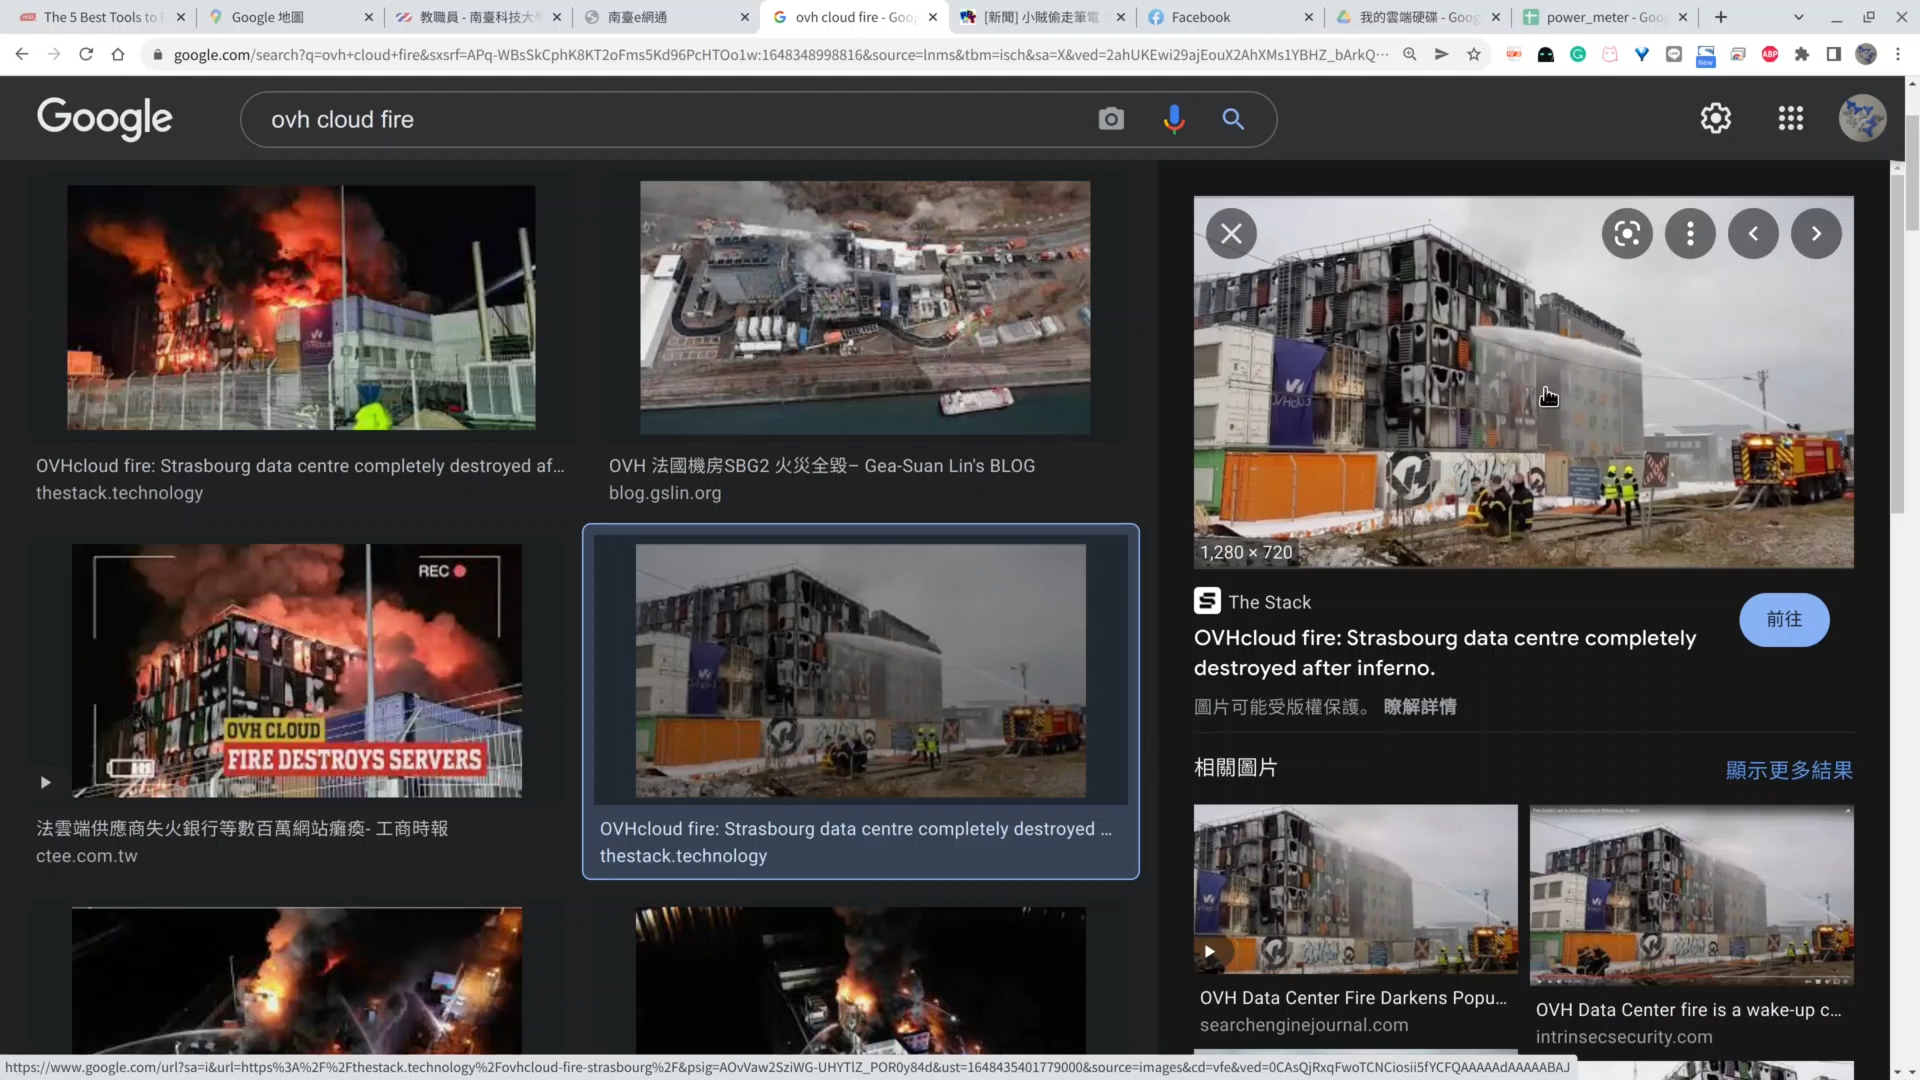 The 5 Best Tools to
Google 地圖
教職員 - 南臺科技大
南臺e網通
ovh cloud fire - Goo
[新聞] 小賊偷走筆電
Facebook
我的雲端硬碟 - Goog
power_meter - Goog
google.com/search?q=ovh+cloud+fire&sxsrf=APq-WBsSkCphK8KT2oFms5Kd96PcHTOo1w:1648348998816&source=lnms&tbm=isch&sa=X&ved=2ahUKEwi29ajEouX2AhXMs1YBHZ_bArkQ…
New
ABP
Google
ovh cloud fire
OVHcloud fire: Strasbourg data centre completely destroyed af...
thestack.technology
OVH 法國機房SBG2 火災全毀– Gea-Suan Lin's BLOG
blog.gslin.org
REC
OVH CLOUD
FIRE DESTROYS SERVERS
法雲端供應商失火銀行等數百萬網站癱瘓- 工商時報
ctee.com.tw
OVHcloud fire: Strasbourg data centre completely destroyed ...
thestack.technology
1,280 × 720
The Stack
前往
OVHcloud fire: Strasbourg data centre completely
destroyed after inferno.
圖片可能受版權保護。 瞭解詳情
相關圖片
顯示更多結果
OVH Data Center Fire Darkens Popu...
searchenginejournal.com
OVH Data Center fire is a wake-up c...
intrinsecsecurity.com
https://www.google.com/url?sa=i&url=https%3A%2F%2Fthestack.technology%2Fovhcloud-fire-strasbourg%2F&psig=AOvVaw2SziWG-UHYTlZ_POR0y84d&ust=1648435401779000&source=images&cd=vfe&ved=0CAsQjRxqFwoTCNCiosii5fYCFQAAAAAdAAAAABAJ